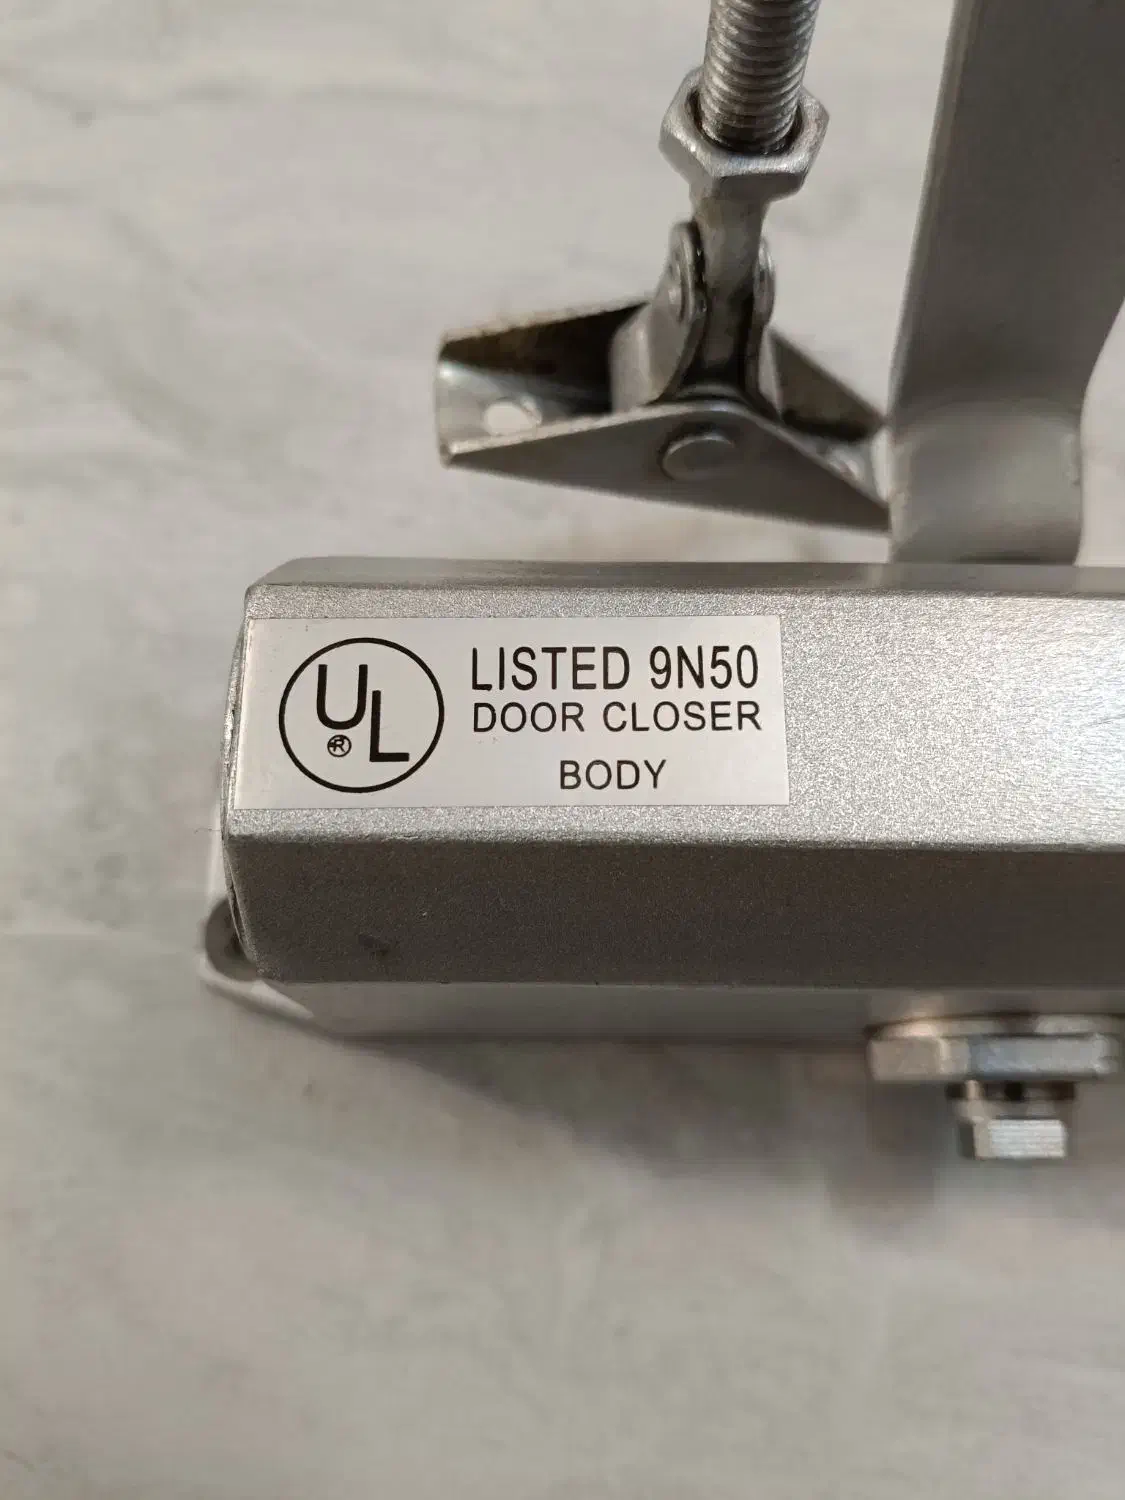 UL
®
LISTED 9N50
DOOR CLOSER
BODY